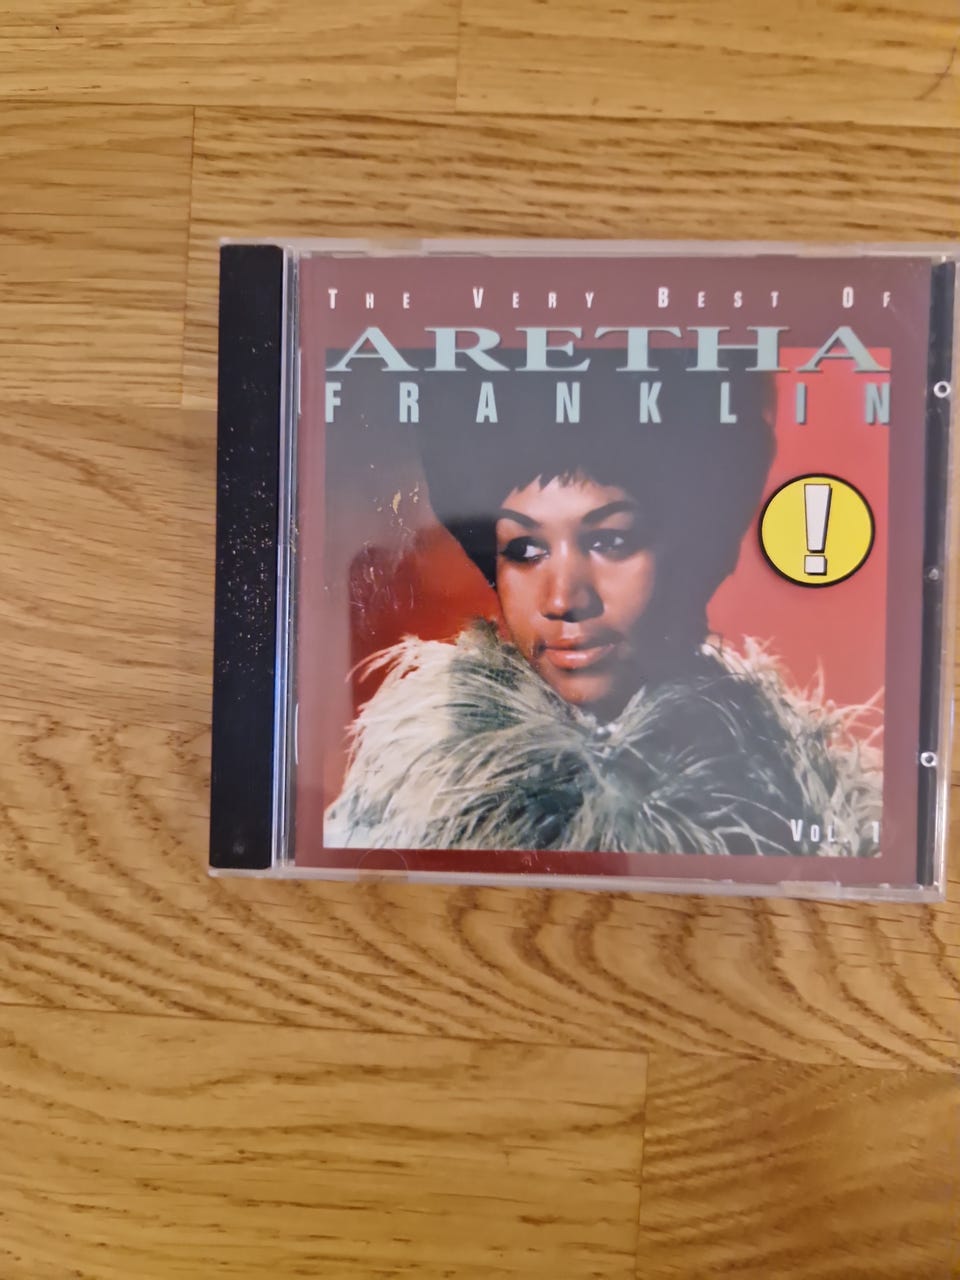 THE VERY BEST OF
ARETHA
FRANKLIN
!
VOL. 1